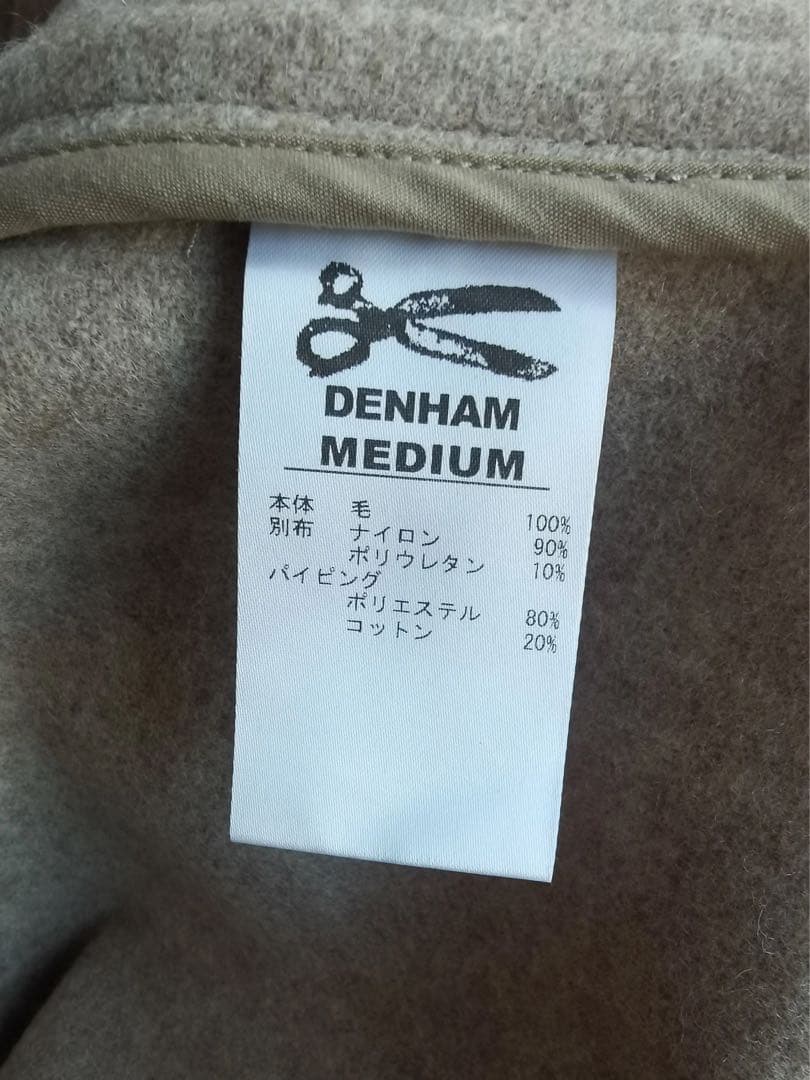 DENHAM
MEDIUM
本体 毛 100%
別布 ナイロン 90%
ポリウレタン 10%
パイピング
ポリエステル 80%
コットン 20%